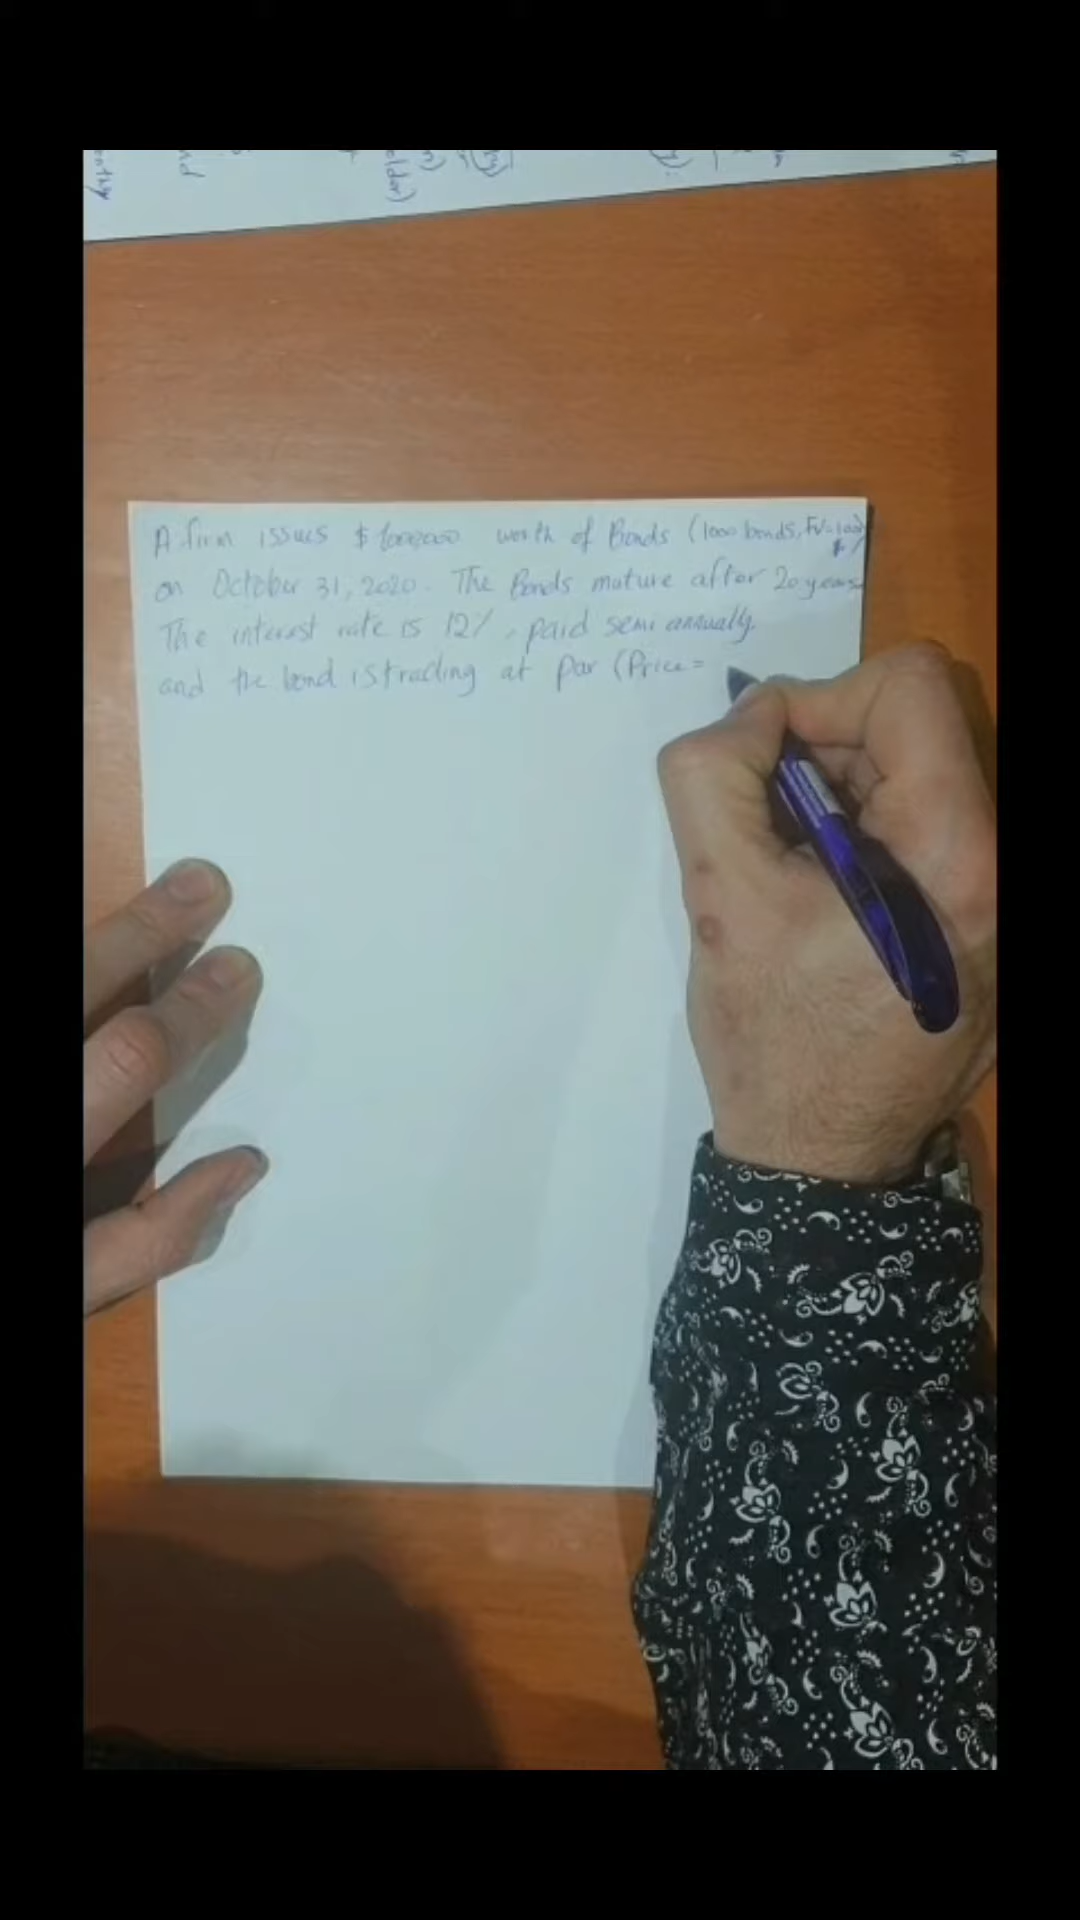 A firm issues $ 1000000 worth of Bonds (1000 bonds, FV=1000
$)
on October 31, 2020. The Bonds mature after 20 years
The interest rate is 12%, paid semi annually
and the bond is trading at Par (Price =
older)